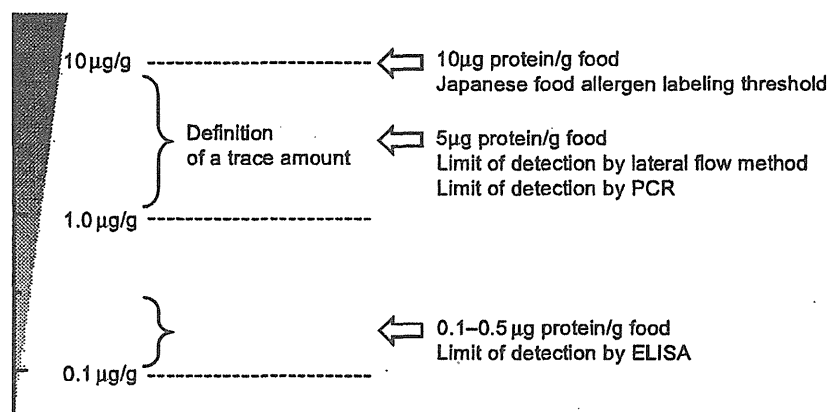 10 μg/g
10μg protein/g food
Japanese food allergen labeling threshold
Definition
of a trace amount
5μg protein/g food
Limit of detection by lateral flow method
Limit of detection by PCR
1.0 μg/g
0.1–0.5 μg protein/g food
Limit of detection by ELISA
0.1 μg/g